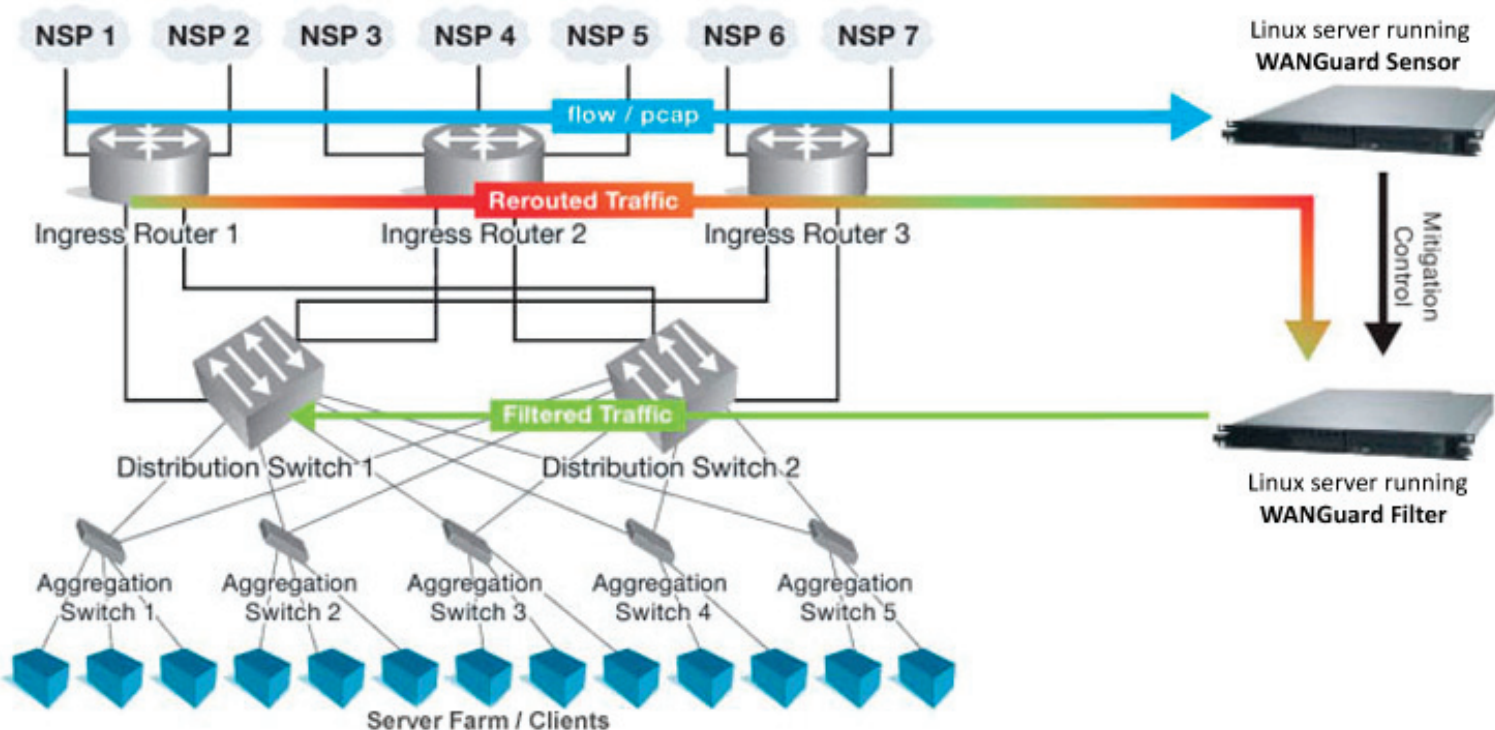 NSP 1
NSP 2
NSP 3
NSP 4
NSP 5
NSP 6
NSP 7
Linux server running
WANGuard Sensor
flow / pcap
Rerouted Traffic
Ingress Router 1
Ingress Router 2
Ingress Router 3
Mitigation
Control
Filtered Traffic
Distribution Switch 1
Distribution Switch 2
Linux server running
WANGuard Filter
Aggregation
Switch 1
Aggregation
Switch 2
Aggregation
Switch 3
Aggregation
Switch 4
Aggregation
Switch 5
Server Farm / Clients